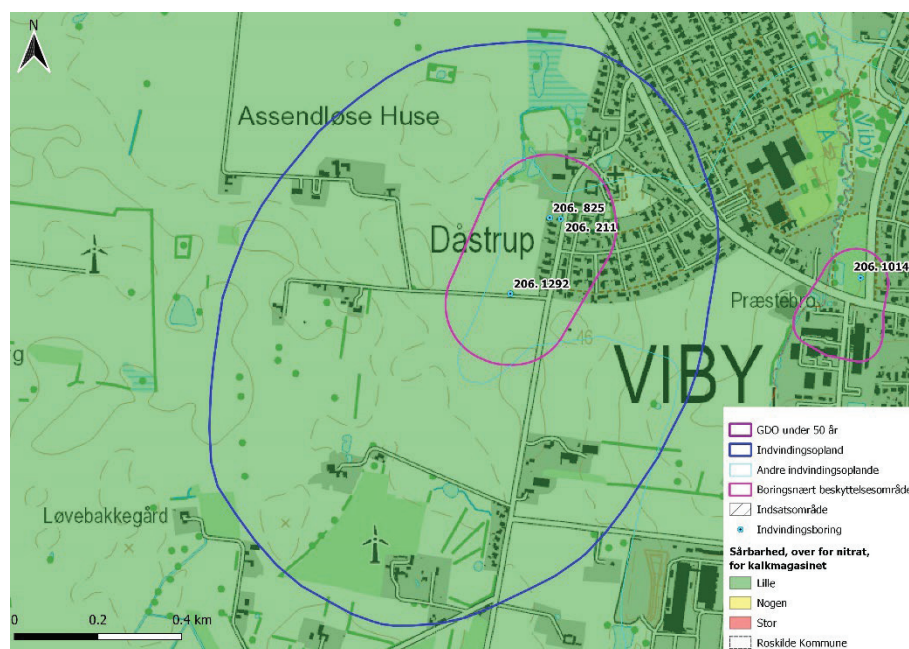 N
Assendløse Huse
Viby
Å
206. 825
206. 211
Dåstrup
206. 1292
206. 1014
Præstebro
46
g
VIBY
Løvebakkegård
0 0.2 0.4 km
GDO under 50 år
Indvindingsopland
Andre indvindingsoplande
Boringsnært beskyttelsesområde
Indsatsområde
Indvindingsboring
Sårbarhed, over for nitrat,
for kalkmagasinet
Lille
Nogen
Stor
Roskilde Kommune